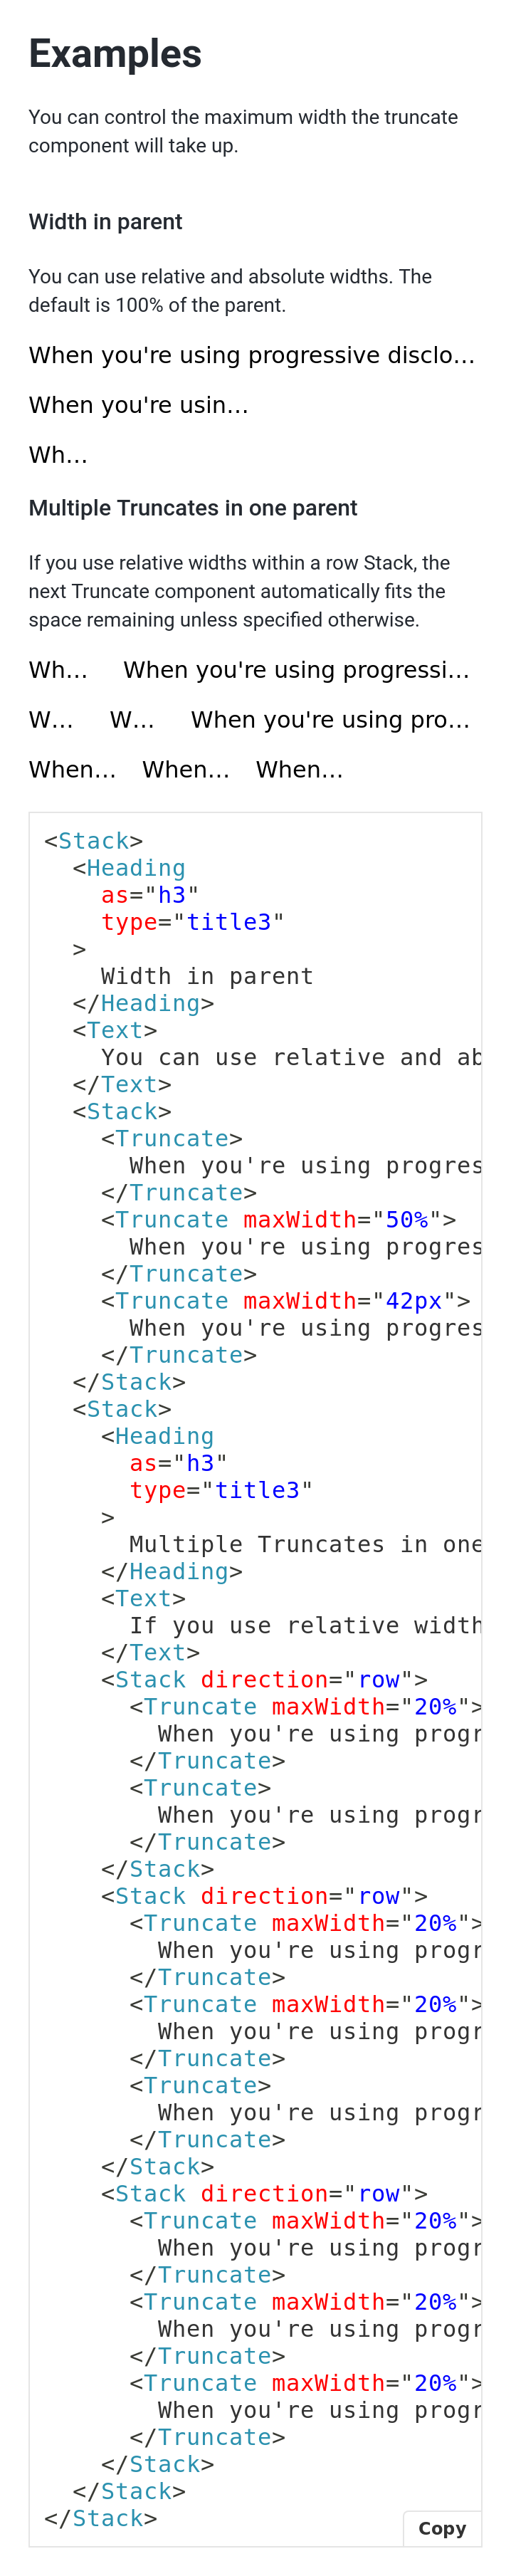 Examples
You can control the maximum width the truncate
component will take up.
Width in parent
You can use relative and absolute widths. The
default is 100% of the parent.
When you're using progressive disclo...
When you're usin...
Wh...
Multiple Truncates in one parent
If you use relative widths within a row Stack, the
next Truncate component automatically fits the
space remaining unless specified otherwise.
Wh... When you're using progressi...
W... W... When you're using pro...
When... When... When...
<Stack>
  <Heading
    as="h3"
    type="title3"
  >
    Width in parent
  </Heading>
  <Text>
    You can use relative and ab
  </Text>
  <Stack>
    <Truncate>
      When you're using progres
    </Truncate>
    <Truncate maxWidth="50%">
      When you're using progres
    </Truncate>
    <Truncate maxWidth="42px">
      When you're using progres
    </Truncate>
  </Stack>
  <Stack>
    <Heading
      as="h3"
      type="title3"
    >
      Multiple Truncates in one
    </Heading>
    <Text>
      If you use relative width
    </Text>
    <Stack direction="row">
      <Truncate maxWidth="20%">
        When you're using progr
      </Truncate>
      <Truncate>
        When you're using progr
      </Truncate>
    </Stack>
    <Stack direction="row">
      <Truncate maxWidth="20%">
        When you're using progr
      </Truncate>
      <Truncate maxWidth="20%">
        When you're using progr
      </Truncate>
      <Truncate>
        When you're using progr
      </Truncate>
    </Stack>
    <Stack direction="row">
      <Truncate maxWidth="20%">
        When you're using progr
      </Truncate>
      <Truncate maxWidth="20%">
        When you're using progr
      </Truncate>
      <Truncate maxWidth="20%">
        When you're using progr
      </Truncate>
    </Stack>
  </Stack>
</Stack>
Copy